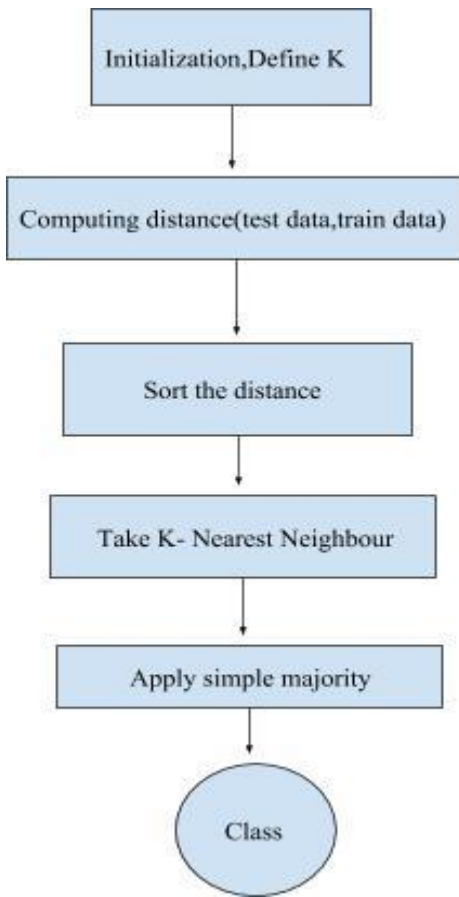 Initialization,Define K
Computing distance(test data,train data)
Sort the distance
Take K- Nearest Neighbour
Apply simple majority
Class